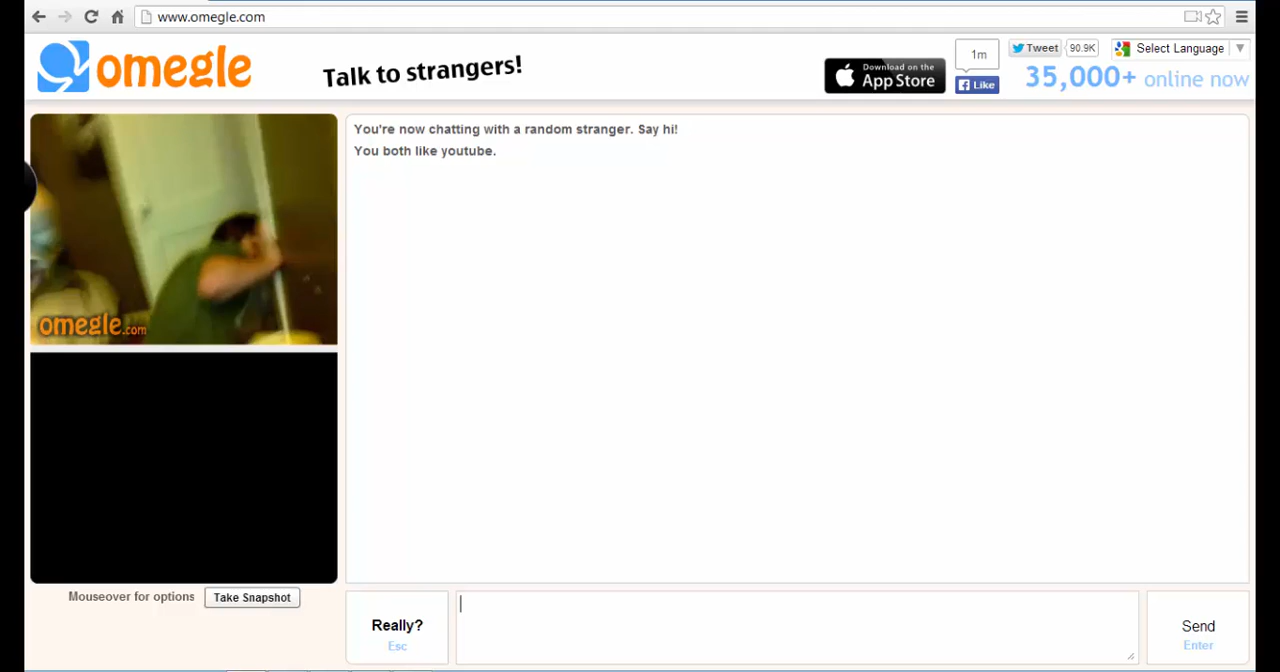 www.omegle.com
omegle
Talk to strangers!
Download on the
App Store
1m
Like
Tweet
90.9K
Select Language
35,000+ online now
omegle.com
You're now chatting with a random stranger. Say hi!
You both like youtube.
Mouseover for options
Take Snapshot
Really?
Esc
Send
Enter